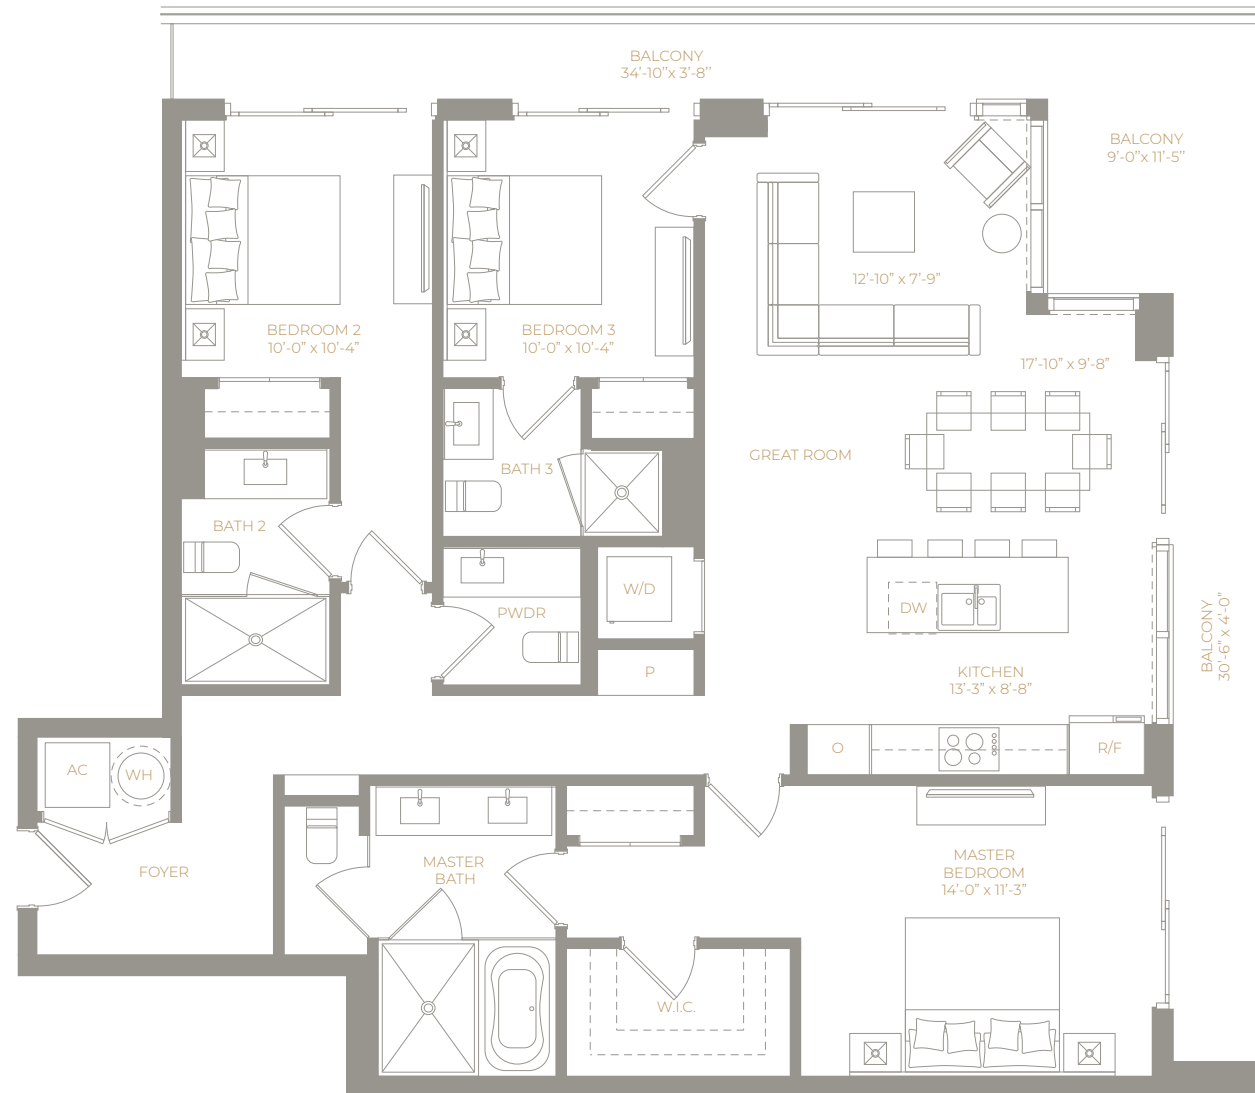 BALCONY
34'-10"x 3'-8"
BALCONY
9'-0"x 11'-5"
12'-10" x 7'-9"
BEDROOM 2
10'-0" x 10'-4"
BEDROOM 3
10'-0" x 10'-4"
17'-10" x 9'-8"
GREAT ROOM
BATH 3
BATH 2
W/D
PWDR
DW
BALCONY
30'-6" x 4'-0"
P
KITCHEN
13'-3" x 8'-8"
O
R/F
AC
WH
FOYER
MASTER
BATH
MASTER
BEDROOM
14'-0" x 11'-3"
W.I.C.